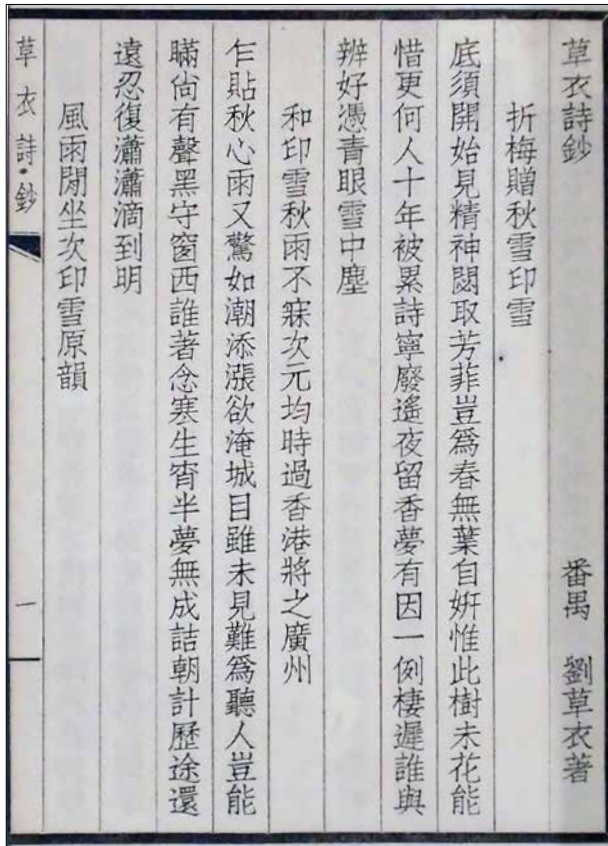 草衣詩鈔 番禺 劉草衣著
折梅贈秋雪印雪
底須開始見精神閟取芳菲豈爲春無葉自妍惟此樹未花能
惜更何人十年被累詩寧廢遙夜留香夢有因一例棲遲誰與
辨好憑青眼雪中塵
和印雪秋雨不寐次元均時過香港將之廣州
乍貼秋心雨又驚如潮添漲欲淹城目雖未見難爲聽人豈能
瞞尙有聲黑守窗西誰著念寒生宵半夢無成詰朝計歷途還
遠忍復瀟瀟滴到明
風雨閒坐次印雪原韻
草衣詩·鈔 一